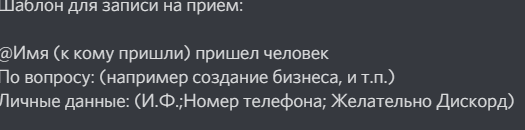 Шаблон для записи на прием:
@Имя (к кому пришли) пришел человек
По вопросу: (например создание бизнеса, и т.п.)
Личные данные: (И.Ф.;Номер телефона; Желательно Дискорд)